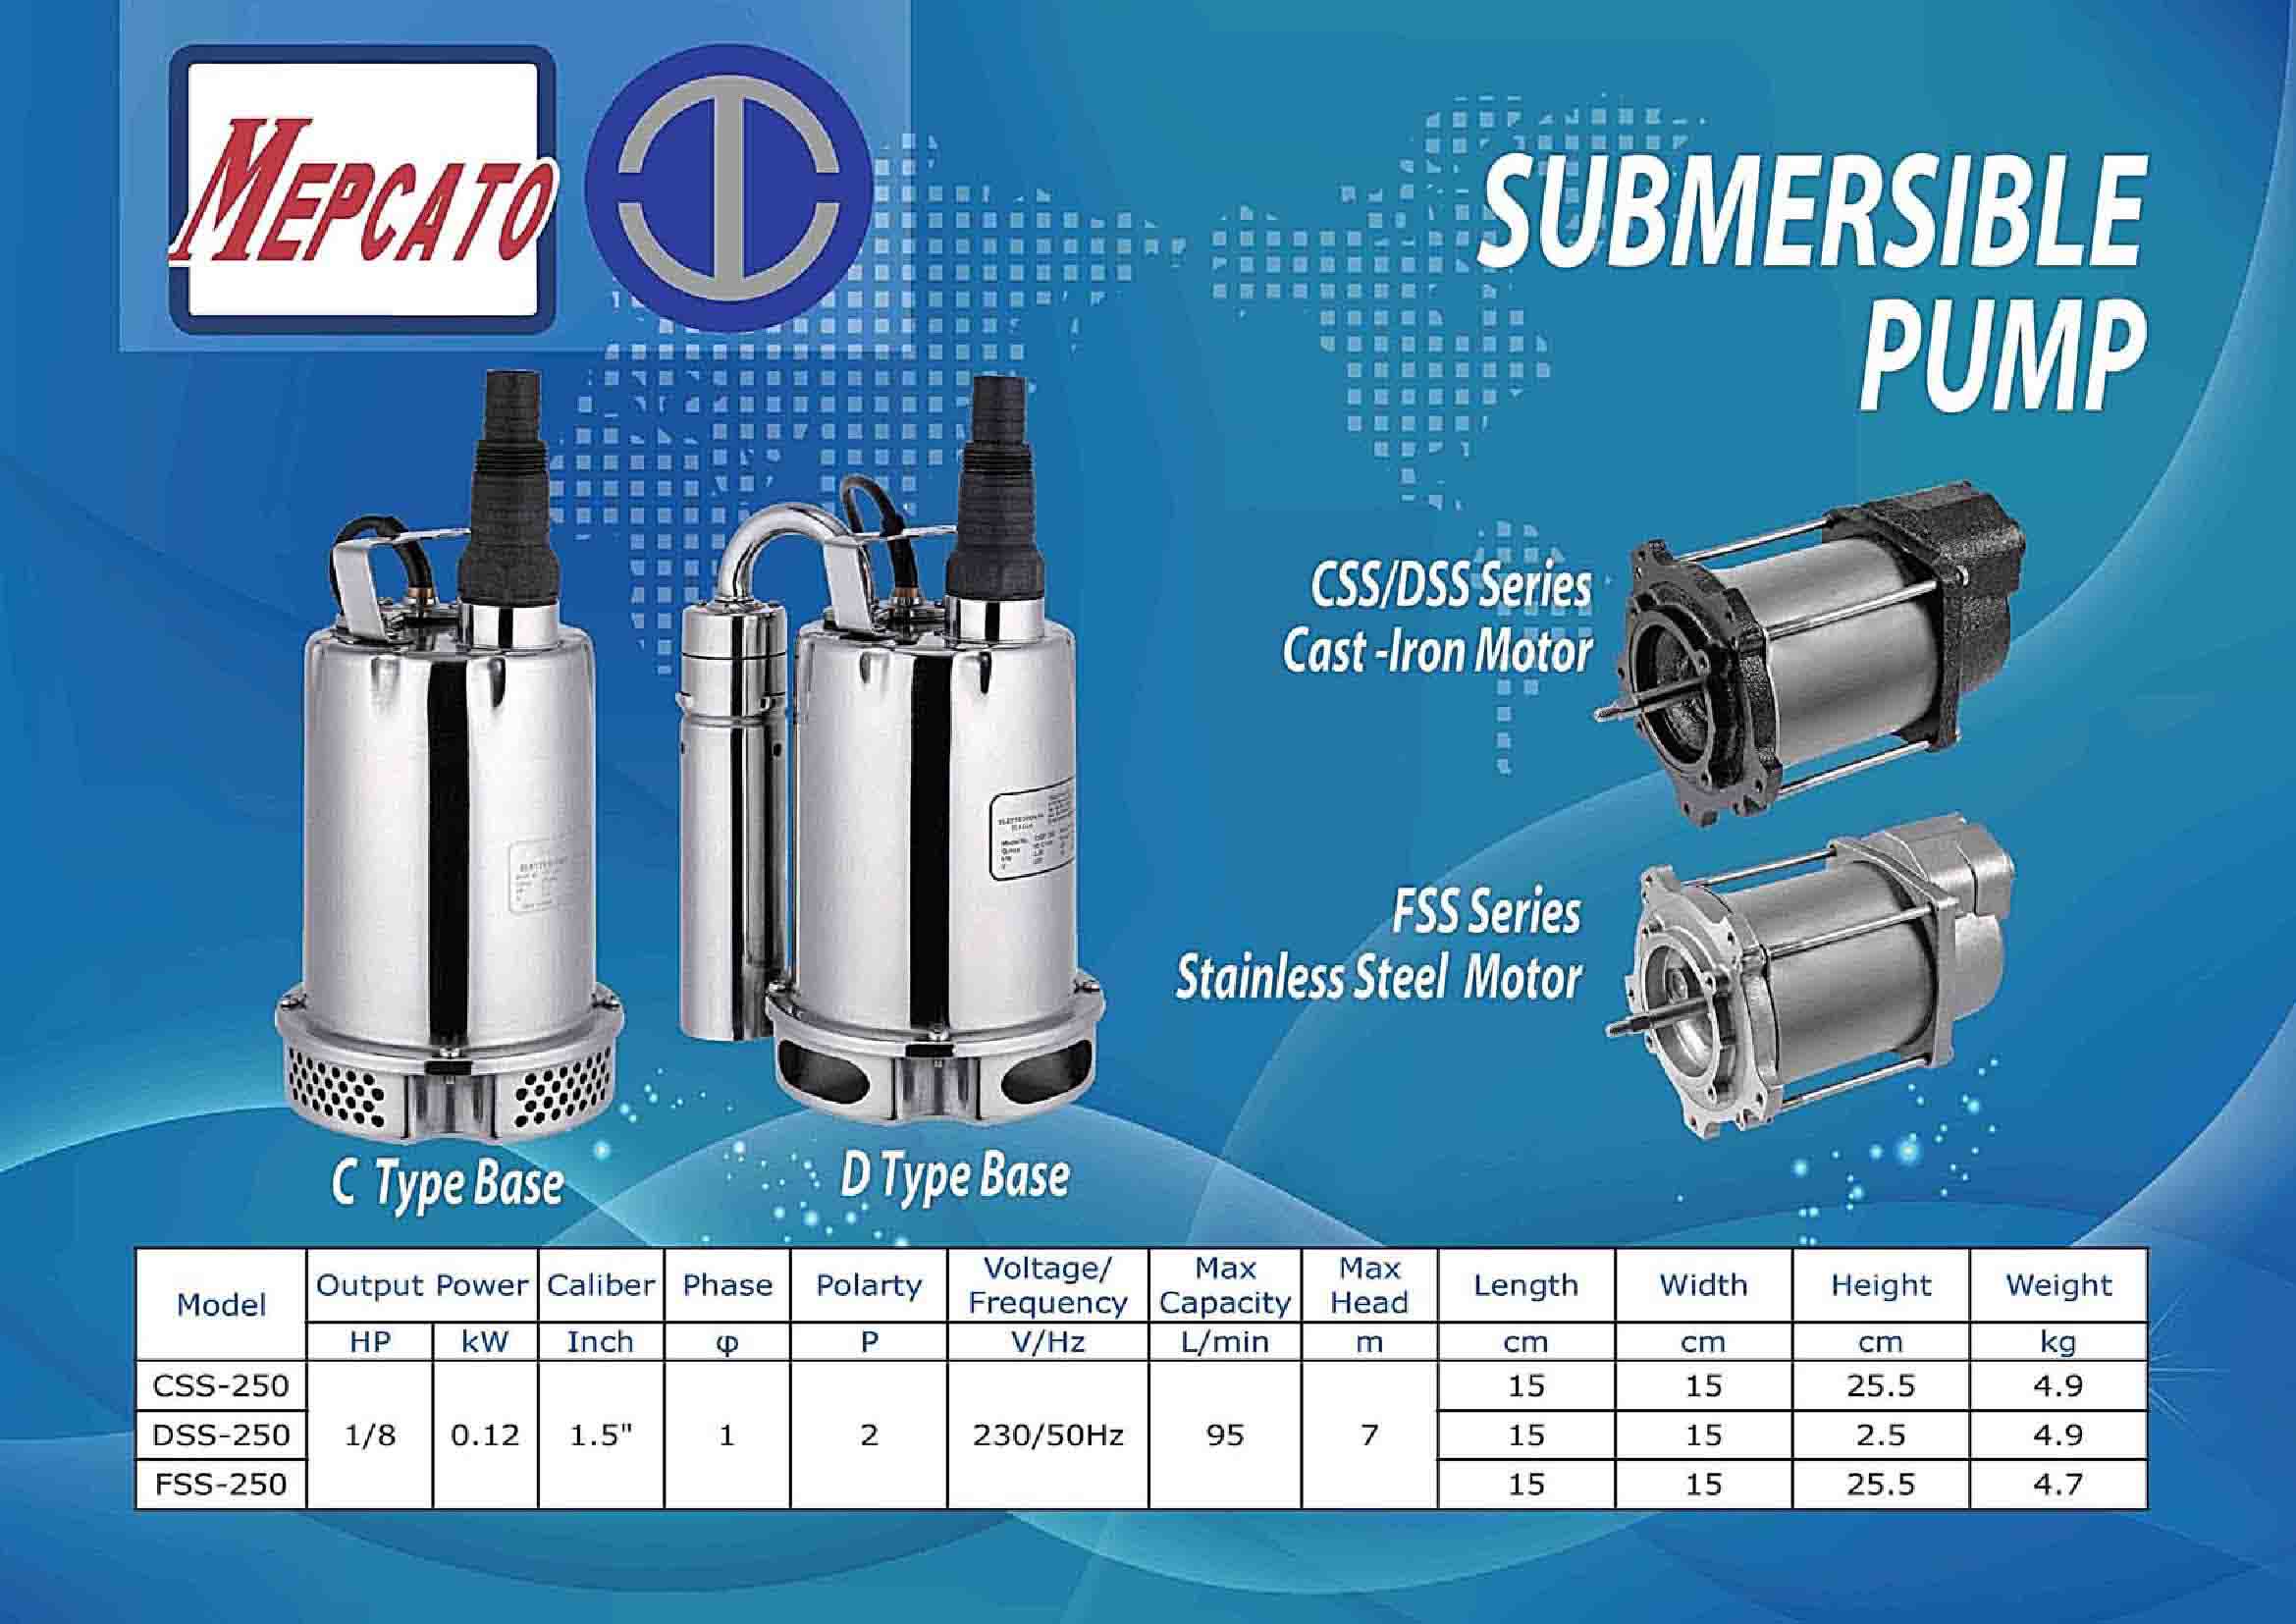 MEPCATO
SUBMERSIBLE
PUMP
CSS/DSS Series
Cast -Iron Motor
FSS Series
Stainless Steel Motor
C Type Base
D Type Base
Model Output Power Caliber Phase Polarty Voltage/ Frequency Max Capacity Max Head Length Width Height Weight
HP kW Inch φ P V/Hz L/min m cm cm cm kg
CSS-250 15 15 25.5 4.9
DSS-250 1/8 0.12 1.5" 1 2 230/50Hz 95 7 15 15 2.5 4.9
FSS-250 15 15 25.5 4.7